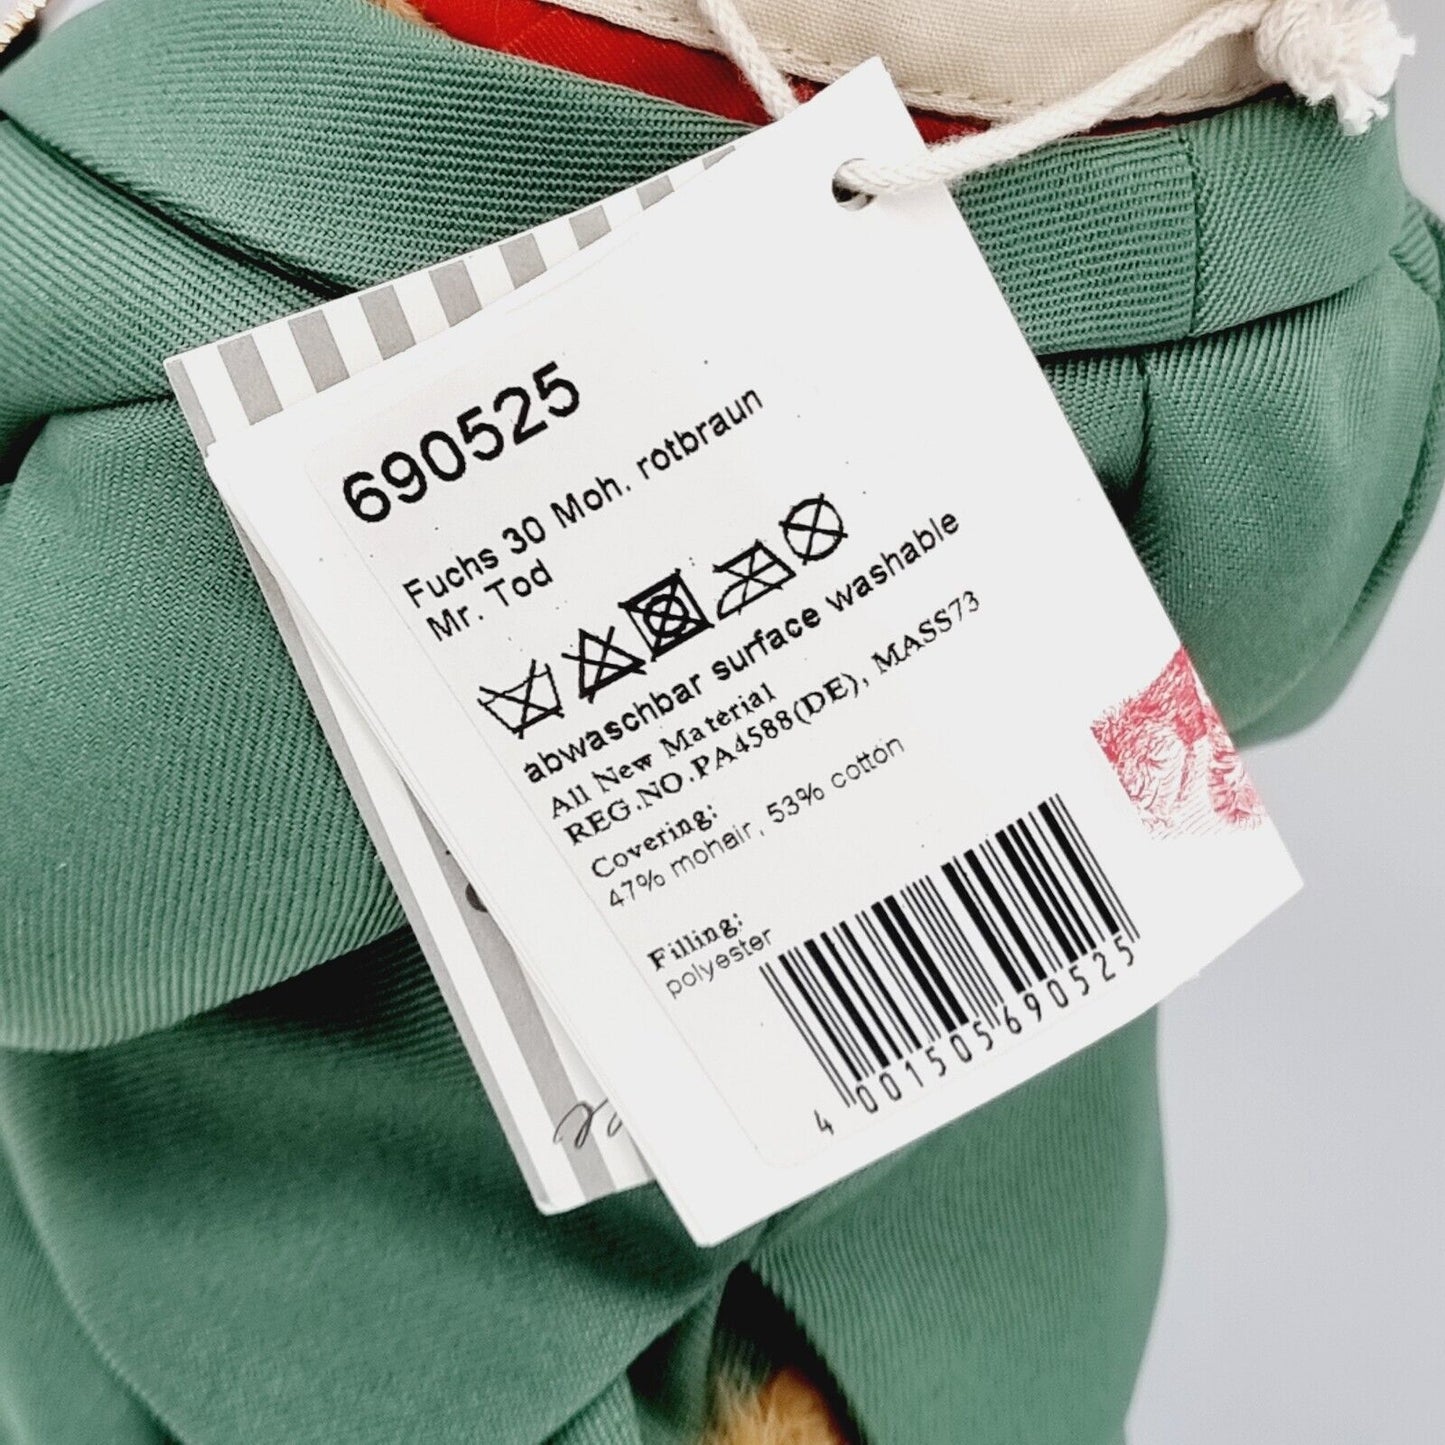 690525
Fuchs 30 Moh. rotbraun
Mr. Tod
abwaschbar surface washable
All New Material
REG.NO.PA4588(DE), MASS73
Covering:
47% mohair, 53% cotton
Filling:
polyester
4 001505 690525